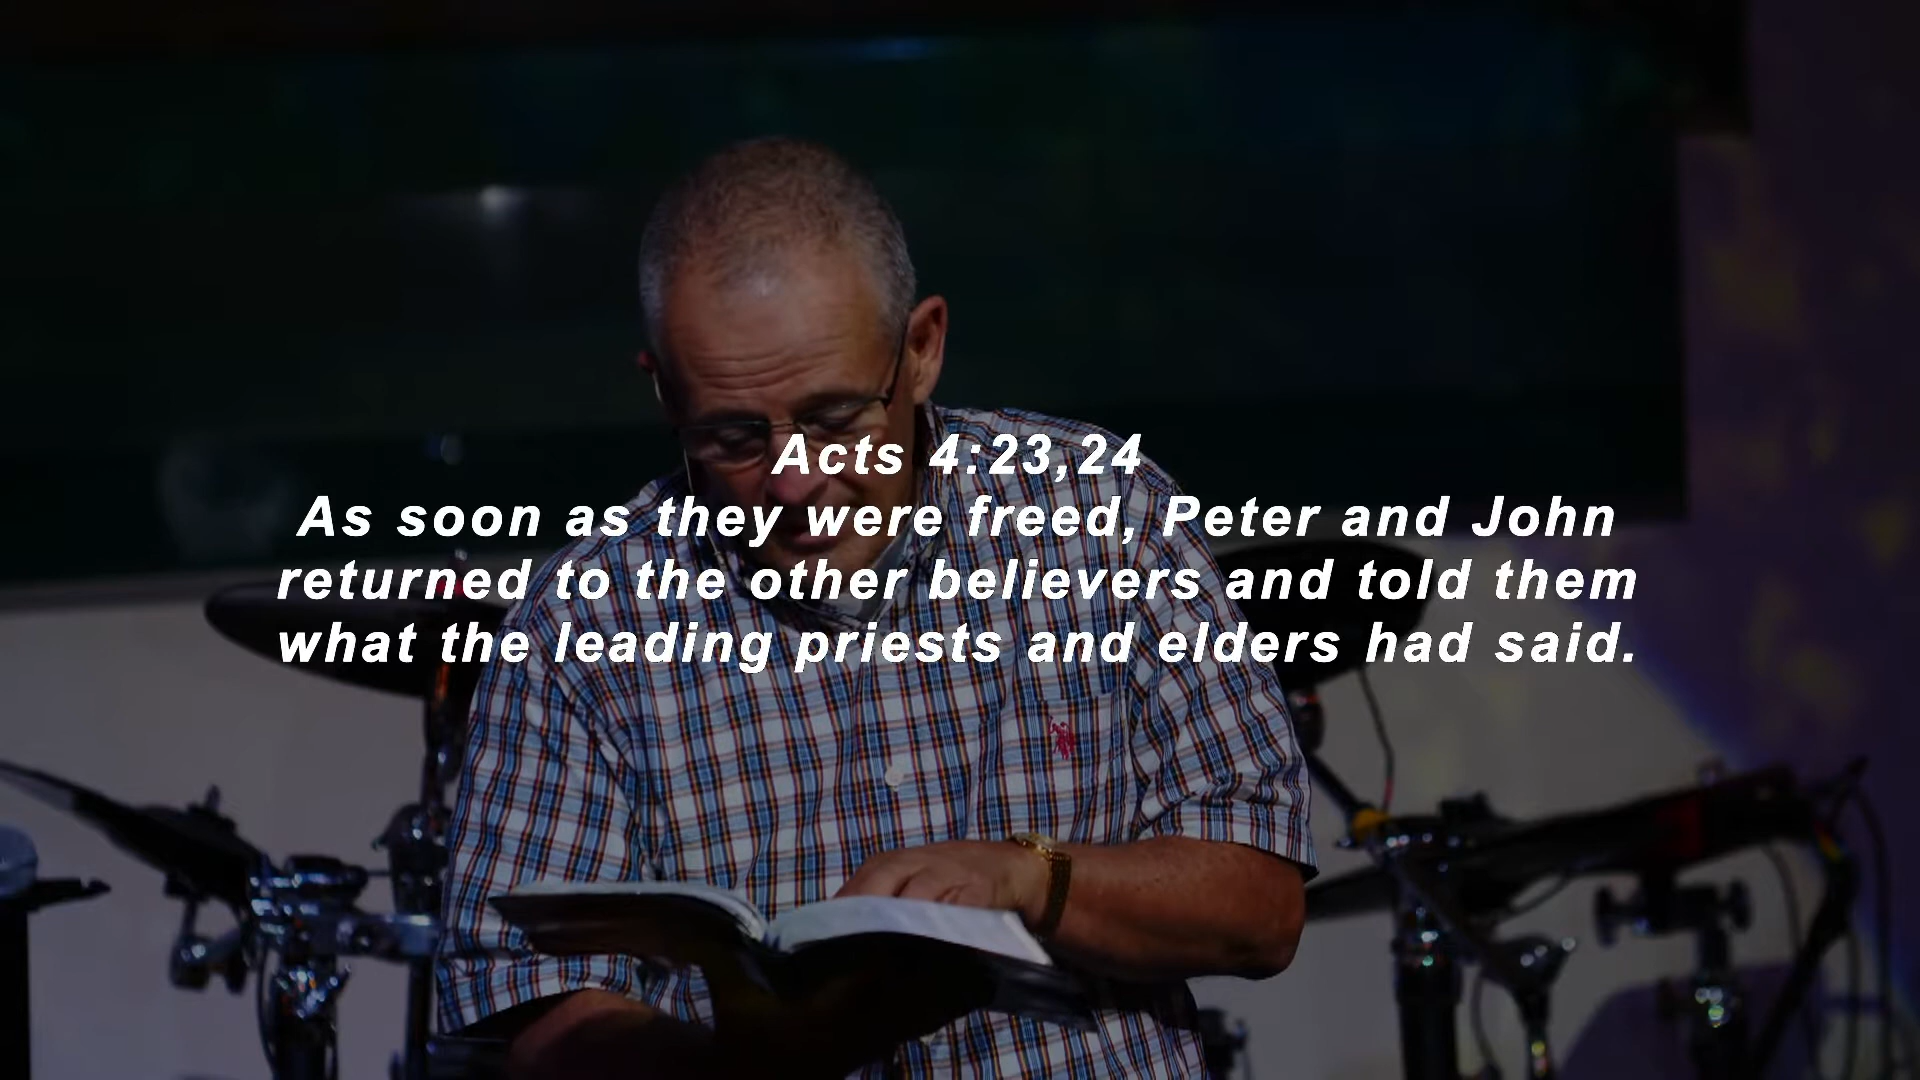 Acts 4:23,24
As soon as they were freed, Peter and John
returned to the other believers and told them
what the leading priests and elders had said.